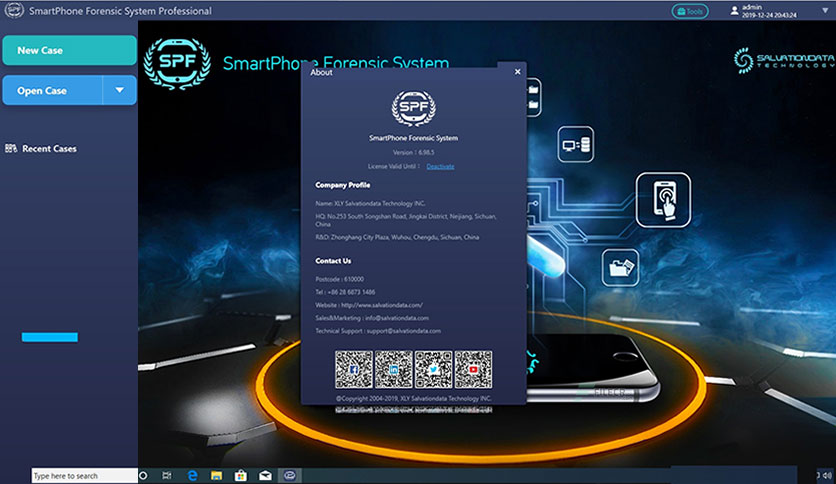 SmartPhone Forensic System Professional
Tools
admin
2019-12-24 20:43:24
New Case
Open Case
Recent Cases
SPF
SmartPhone Forensic System
SALVATIONDATA
TECHNOLOGY
About
SPF
SmartPhone Forensic System
Version : 6.98.5
License Valid Until : Deactivate
Company Profile
Name: XLY Salvationdata Technology INC.
HQ: No.253 South Songshan Road, Jingkai District, Neijiang, Sichuan,
China
R&D: Zhonghang City Plaza, Wuhou, Chengdu, Sichuan, China
Contact Us
Postcode : 610000
Tel : +86 28 6873 1486
Website : http://www.salvationdata.com/
Sales&Marketing : info@salvationdata.com
Technical Support : support@salvationdata.com
@Copyright 2004-2019, XLY Salvationdata Technology INC.
FILECR
Type here to search